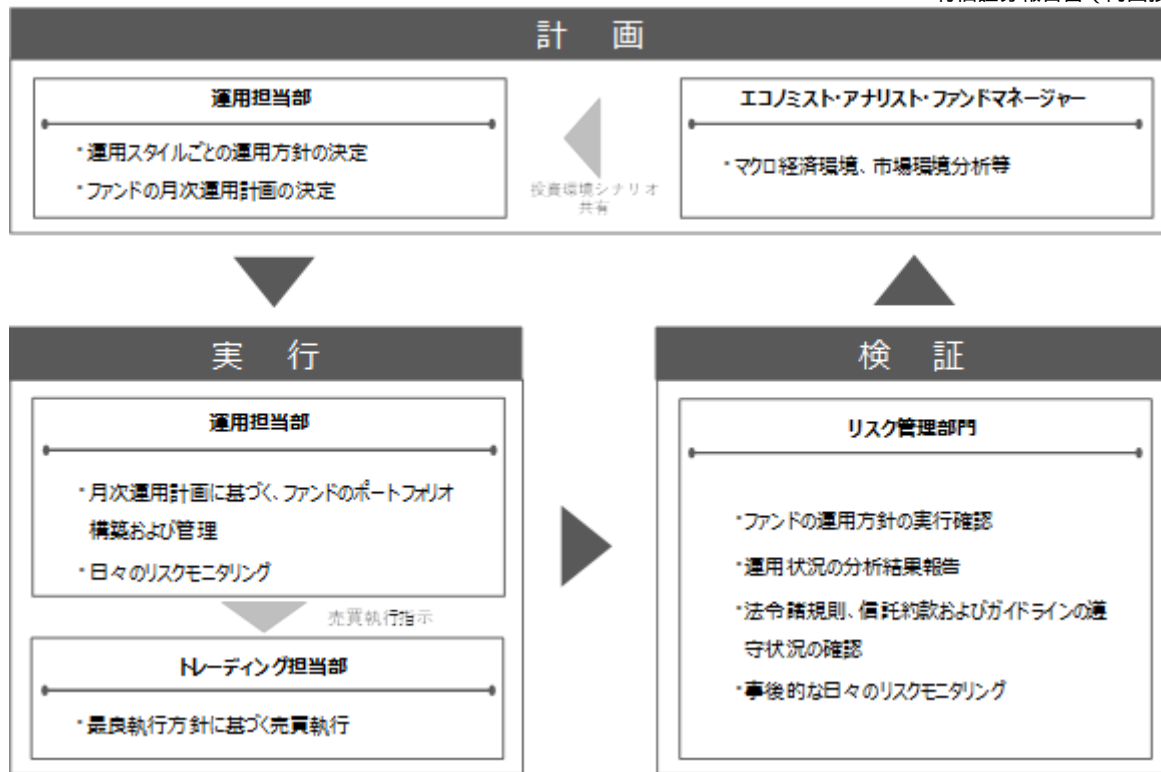 計 画
運用担当部
・運用スタイルごとの運用方針の決定
・ファンドの月次運用計画の決定
投資環境シナリオ
共有
エコノミスト・アナリスト・ファンドマネージャー
・マクロ経済環境、市場環境分析等
実 行
運用担当部
・月次運用計画に基づく、ファンドのポートフォリオ
構築および管理
・日々のリスクモニタリング
売買執行指示
トレーディング担当部
・最良執行方針に基づく売買執行
検 証
リスク管理部門
・ファンドの運用方針の実行確認
・運用状況の分析結果報告
・法令諸規則、信託約款およびガイドラインの遵
守状況の確認
・事後的な日々のリスクモニタリング